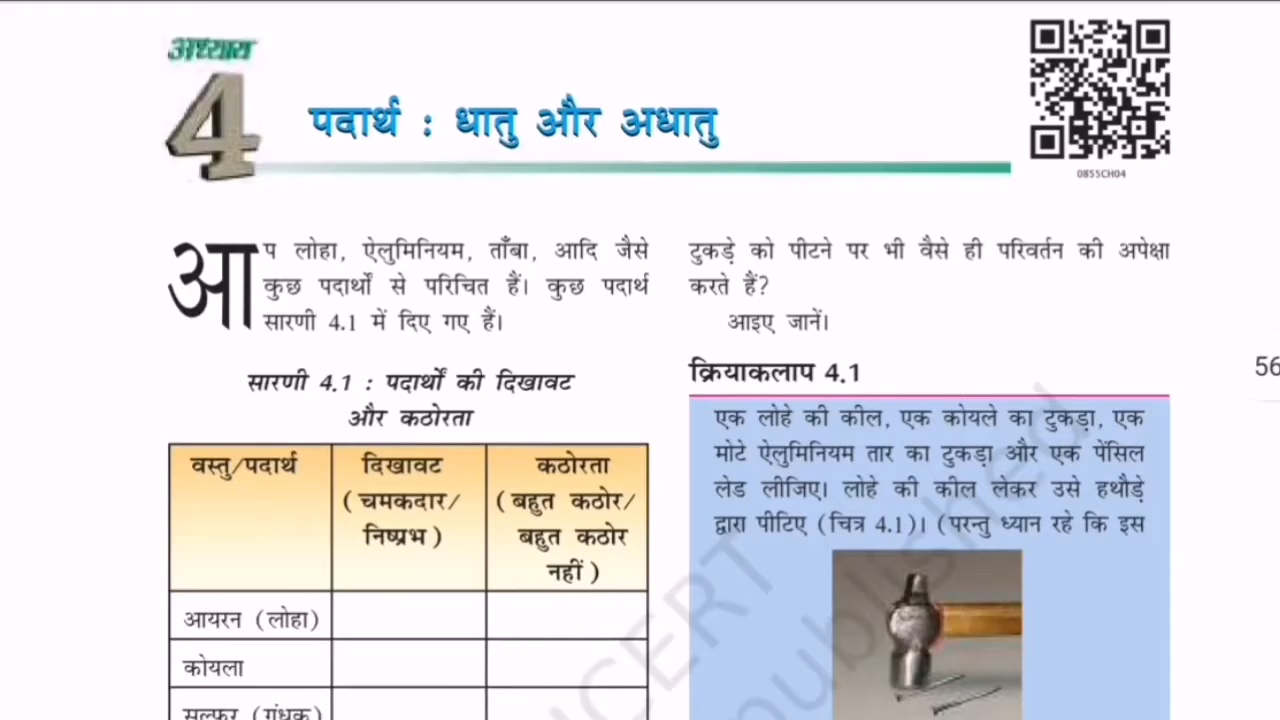 अध्याय
4
पदार्थ : धातु और अधातु
0855CH04
आप लोहा, ऐलुमिनियम, ताँबा, आदि जैसे
कुछ पदार्थों से परिचित हैं। कुछ पदार्थ
सारणी 4.1 में दिए गए हैं।
सारणी 4.1 : पदार्थों की दिखावट
और कठोरता
वस्तु/पदार्थ दिखावट कठोरता
(चमकदार/ (बहुत कठोर/
निष्प्रभ) बहुत कठोर
नहीं)
आयरन (लोहा)
कोयला
सल्फर (गंधक)
टुकड़े को पीटने पर भी वैसे ही परिवर्तन की अपेक्षा
करते हैं?
आइए जानें।
क्रियाकलाप 4.1
एक लोहे की कील, एक कोयले का टुकड़ा, एक
मोटे ऐलुमिनियम तार का टुकड़ा और एक पेंसिल
लेड लीजिए। लोहे की कील लेकर उसे हथौड़े
द्वारा पीटिए (चित्र 4.1)। (परन्तु ध्यान रहे कि इस
56